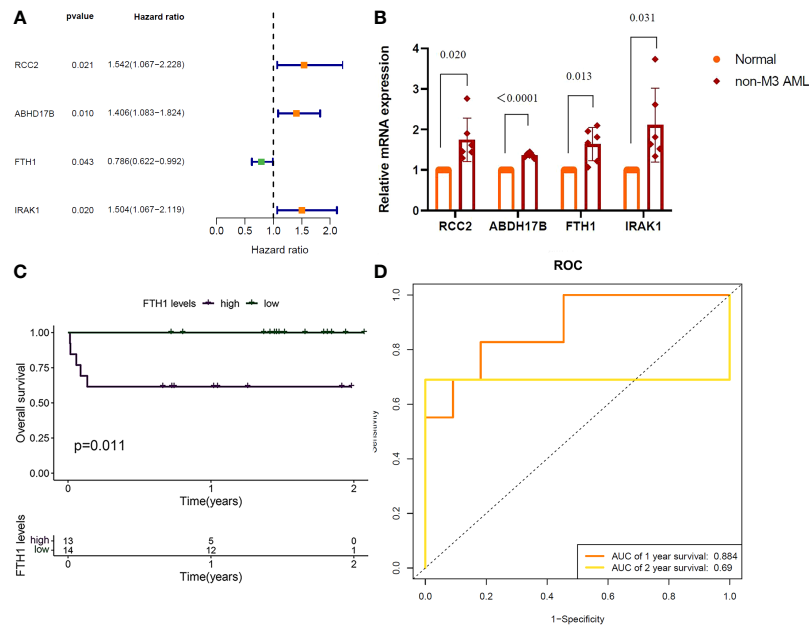 A
pvalue Hazard ratio
RCC2 0.021 1.542(1.067−2.228)
ABHD17B 0.010 1.406(1.083−1.824)
FTH1 0.043 0.786(0.622−0.992)
IRAK1 0.020 1.504(1.067−2.119)
0.0 0.5 1.0 1.5 2.0
Hazard ratio
B
Relative mRNA expression
4
3
2
1
0
0.020
<0.0001
0.013
0.031
RCC2 ABDH17B FTH1 IRAK1
Normal
non-M3 AML
C
FTH1 levels high low
Overall survival
1.00
0.75
0.50
0.25
0.00
p=0.011
0 1 2
Time(years)
FTH1 levels
high 13 5 0
low 14 12 1
0 1 2
Time(years)
D
ROC
Sensitivity
1.0
0.8
0.6
0.4
0.2
0.0
AUC of 1 year survival: 0.884
AUC of 2 year survival: 0.69
0.0 0.2 0.4 0.6 0.8 1.0
1−Specificity